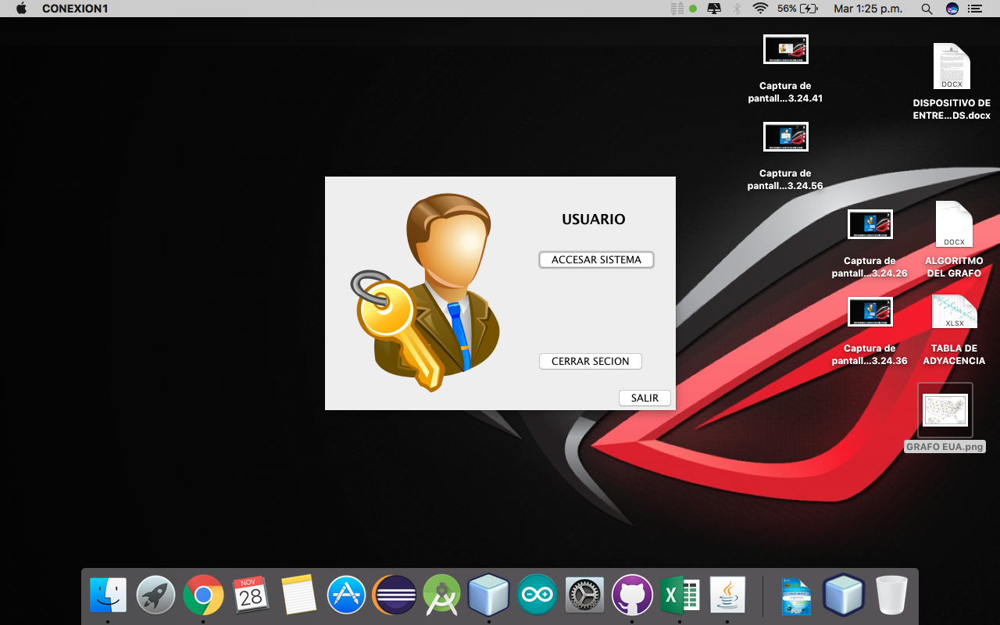 CONEXION1
56%
Mar 1:25 p.m.
Captura de
pantall...3.24.41
DOCX
DISPOSITIVO DE
ENTRE...DS.docx
Captura de
pantall...3.24.56
USUARIO
ACCESAR SISTEMA
CERRAR SECION
SALIR
Captura de
pantall...3.24.26
DOCX
ALGORITMO
DEL GRAFO
Captura de
pantall...3.24.36
XLSX
TABLA DE
ADYACENCIA
GRAFO EUA.png
NOV
28